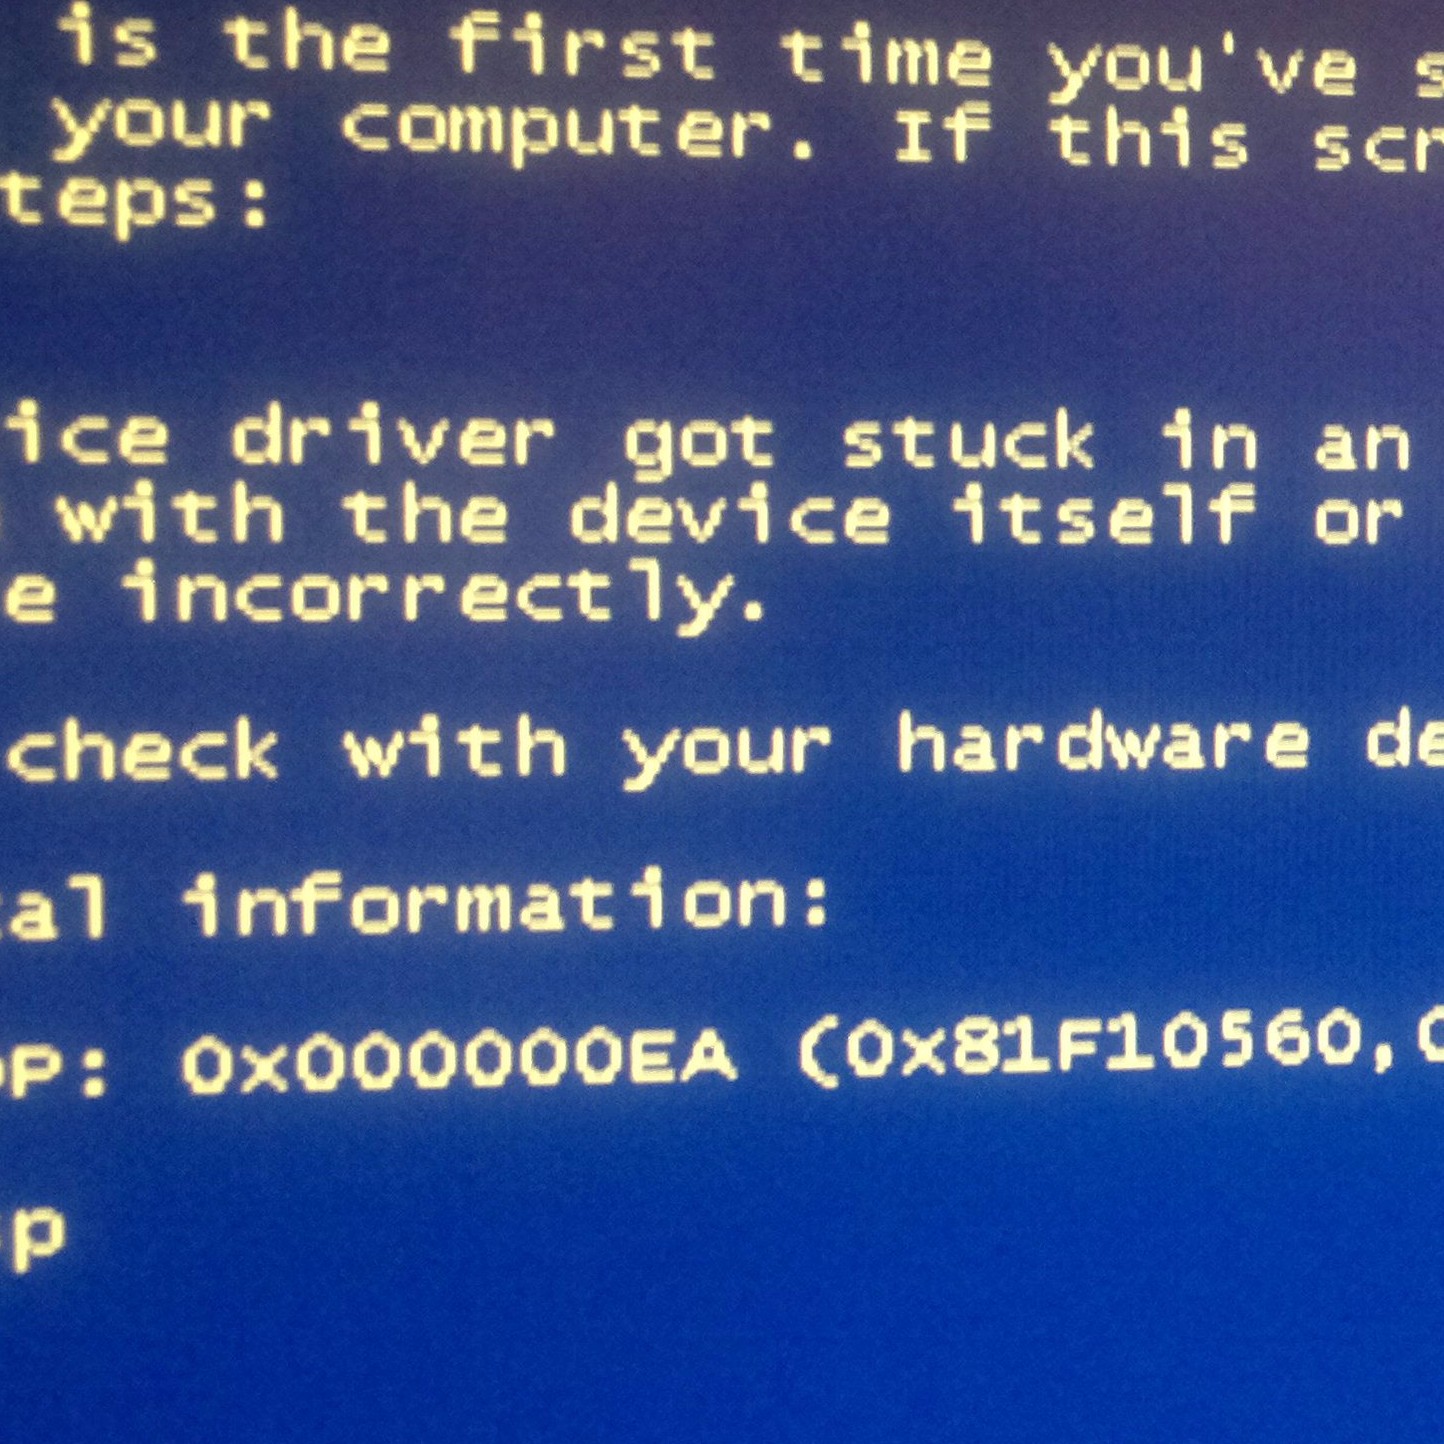 is the first time you've s
your computer. If this scr
teps:
ice driver got stuck in an
with the device itself or
e incorrectly.
check with your hardware de
al information:
P: 0x000000EA (0x81F10560,0
p